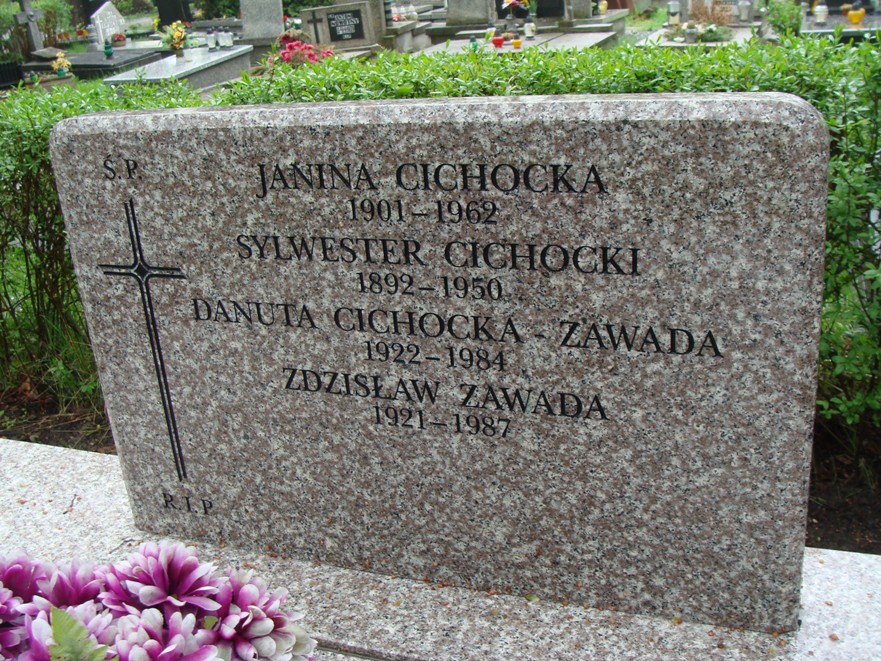 Ś.P.
JANINA CICHOCKA
1901-1962
SYLWESTER CICHOCKI
1892-1950
DANUTA CICHOCKA-ZAWADA
1922-1984
ZDZISŁAW ZAWADA
1921-1987
R.I.P